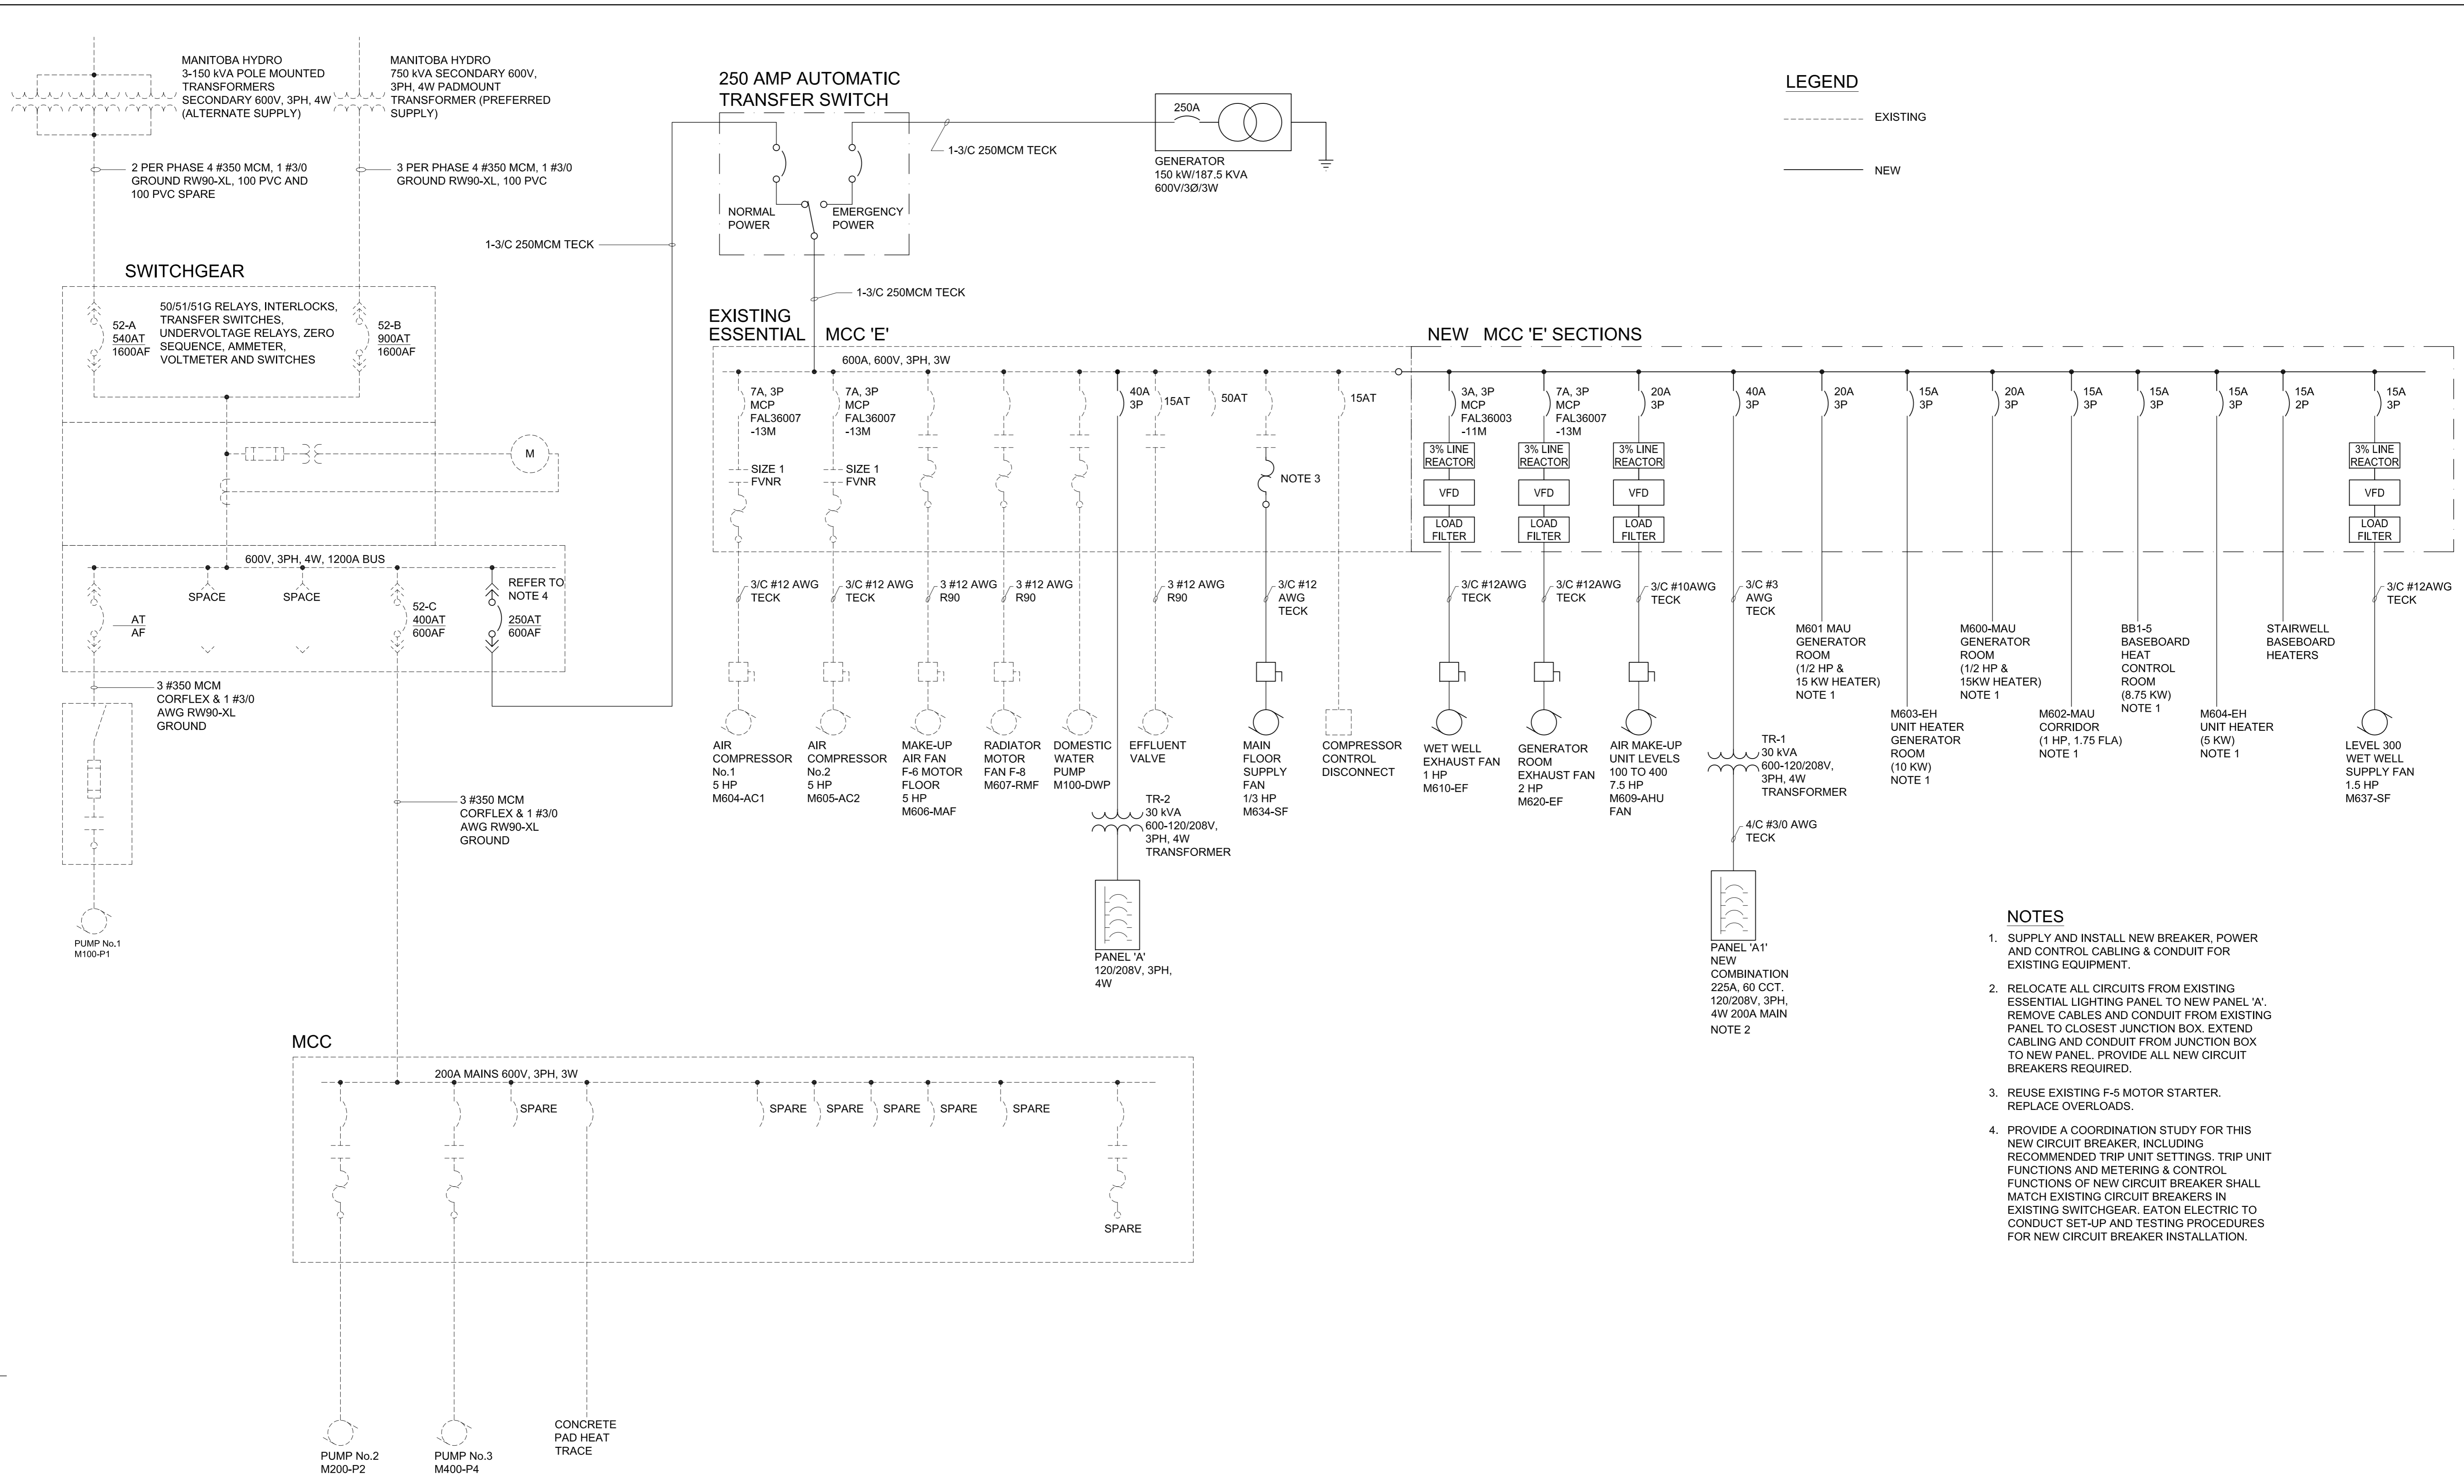 MANITOBA HYDRO
3-150 kVA POLE MOUNTED
TRANSFORMERS
SECONDARY 600V, 3PH, 4W
(ALTERNATE SUPPLY)
MANITOBA HYDRO
750 kVA SECONDARY 600V,
3PH, 4W PADMOUNT
TRANSFORMER (PREFERRED
SUPPLY)
2 PER PHASE 4 #350 MCM, 1 #3/0
GROUND RW90-XL, 100 PVC AND
100 PVC SPARE
3 PER PHASE 4 #350 MCM, 1 #3/0
GROUND RW90-XL, 100 PVC
250 AMP AUTOMATIC
TRANSFER SWITCH
NORMAL
POWER
EMERGENCY
POWER
1-3/C 250MCM TECK
1-3/C 250MCM TECK
1-3/C 250MCM TECK
250A
GENERATOR
150 kW/187.5 KVA
600V/3Ø/3W
LEGEND
EXISTING
NEW
SWITCHGEAR
52-A
540AT
1600AF
50/51/51G RELAYS, INTERLOCKS,
TRANSFER SWITCHES,
UNDERVOLTAGE RELAYS, ZERO
SEQUENCE, AMMETER,
VOLTMETER AND SWITCHES
52-B
900AT
1600AF
M
600V, 3PH, 4W, 1200A BUS
AT
AF
SPACE
SPACE
52-C
400AT
600AF
REFER TO
NOTE 4
250AT
600AF
3 #350 MCM
CORFLEX & 1 #3/0
AWG RW90-XL
GROUND
3 #350 MCM
CORFLEX & 1 #3/0
AWG RW90-XL
GROUND
PUMP No.1
M100-P1
EXISTING
ESSENTIAL MCC 'E'
600A, 600V, 3PH, 3W
7A, 3P
MCP
FAL36007
-13M
SIZE 1
FVNR
3/C #12 AWG
TECK
AIR
COMPRESSOR
No.1
5 HP
M604-AC1
7A, 3P
MCP
FAL36007
-13M
SIZE 1
FVNR
3/C #12 AWG
TECK
AIR
COMPRESSOR
No.2
5 HP
M605-AC2
3 #12 AWG
R90
MAKE-UP
AIR FAN
F-6 MOTOR
FLOOR
5 HP
M606-MAF
3 #12 AWG
R90
RADIATOR
MOTOR
FAN F-8
M607-RMF
DOMESTIC
WATER
PUMP
M100-DWP
40A
3P
TR-2
30 kVA
600-120/208V,
3PH, 4W
TRANSFORMER
PANEL 'A'
120/208V, 3PH,
4W
15AT
3 #12 AWG
R90
EFFLUENT
VALVE
50AT
NOTE 3
3/C #12
AWG
TECK
MAIN
FLOOR
SUPPLY
FAN
1/3 HP
M634-SF
15AT
COMPRESSOR
CONTROL
DISCONNECT
NEW MCC 'E' SECTIONS
3A, 3P
MCP
FAL36003
-11M
3% LINE
REACTOR
VFD
LOAD
FILTER
3/C #12AWG
TECK
WET WELL
EXHAUST FAN
1 HP
M610-EF
7A, 3P
MCP
FAL36007
-13M
3% LINE
REACTOR
VFD
LOAD
FILTER
3/C #12AWG
TECK
GENERATOR
ROOM
EXHAUST FAN
2 HP
M620-EF
20A
3P
3% LINE
REACTOR
VFD
LOAD
FILTER
3/C #10AWG
TECK
AIR MAKE-UP
UNIT LEVELS
100 TO 400
7.5 HP
M609-AHU
FAN
40A
3P
3/C #3
AWG
TECK
TR-1
30 kVA
600-120/208V,
3PH, 4W
TRANSFORMER
4/C #3/0 AWG
TECK
PANEL 'A1'
NEW
COMBINATION
225A, 60 CCT.
120/208V, 3PH,
4W 200A MAIN
NOTE 2
20A
3P
M601 MAU
GENERATOR
ROOM
(1/2 HP &
15 KW HEATER)
NOTE 1
15A
3P
M603-EH
UNIT HEATER
GENERATOR
ROOM
(10 KW)
NOTE 1
20A
3P
M600-MAU
GENERATOR
ROOM
(1/2 HP &
15KW HEATER)
NOTE 1
15A
3P
M602-MAU
CORRIDOR
(1 HP, 1.75 FLA)
NOTE 1
15A
3P
BB1-5
BASEBOARD
HEAT
CONTROL
ROOM
(8.75 KW)
NOTE 1
15A
3P
M604-EH
UNIT HEATER
(5 KW)
NOTE 1
15A
2P
STAIRWELL
BASEBOARD
HEATERS
15A
3P
3% LINE
REACTOR
VFD
LOAD
FILTER
3/C #12AWG
TECK
LEVEL 300
WET WELL
SUPPLY FAN
1.5 HP
M637-SF
MCC
200A MAINS 600V, 3PH, 3W
SPARE
SPARE
SPARE
SPARE
SPARE
SPARE
SPARE
PUMP No.2
M200-P2
PUMP No.3
M400-P4
CONCRETE
PAD HEAT
TRACE
NOTES
1. SUPPLY AND INSTALL NEW BREAKER, POWER
AND CONTROL CABLING & CONDUIT FOR
EXISTING EQUIPMENT.
2. RELOCATE ALL CIRCUITS FROM EXISTING
ESSENTIAL LIGHTING PANEL TO NEW PANEL 'A'.
REMOVE CABLES AND CONDUIT FROM EXISTING
PANEL TO CLOSEST JUNCTION BOX. EXTEND
CABLING AND CONDUIT FROM JUNCTION BOX
TO NEW PANEL. PROVIDE ALL NEW CIRCUIT
BREAKERS REQUIRED.
3. REUSE EXISTING F-5 MOTOR STARTER.
REPLACE OVERLOADS.
4. PROVIDE A COORDINATION STUDY FOR THIS
NEW CIRCUIT BREAKER, INCLUDING
RECOMMENDED TRIP UNIT SETTINGS. TRIP UNIT
FUNCTIONS AND METERING & CONTROL
FUNCTIONS OF NEW CIRCUIT BREAKER SHALL
MATCH EXISTING CIRCUIT BREAKERS IN
EXISTING SWITCHGEAR. EATON ELECTRIC TO
CONDUCT SET-UP AND TESTING PROCEDURES
FOR NEW CIRCUIT BREAKER INSTALLATION.